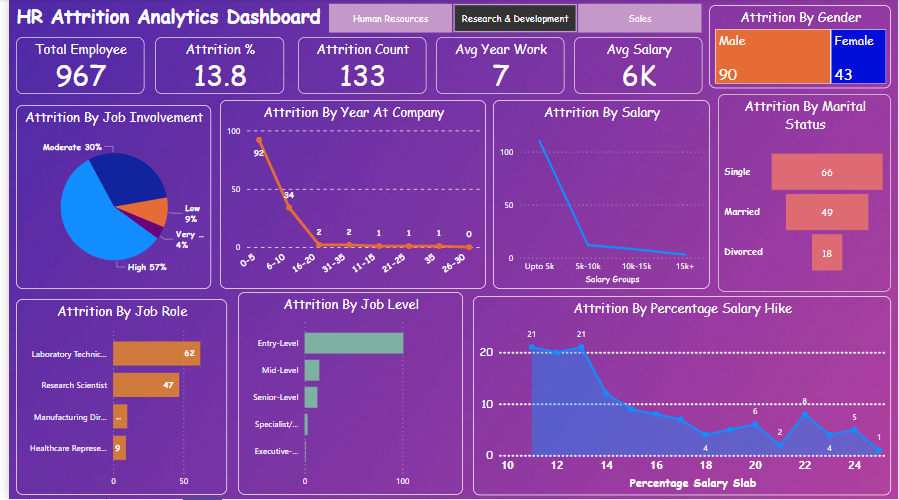 HR Attrition Analytics Dashboard
Human Resources
Research & Development
Sales
Total Employee
967
Attrition %
13.8
Attrition Count
133
Avg Year Work
7
Avg Salary
6K
Attrition By Gender
Male
90
Female
43
Attrition By Job Involvement
Moderate 30%
Low
9%
Very ...
4%
High 57%
Attrition By Year At Company
100
50
0
92
34
2
2
1
1
1
0
0-5
6-10
16-20
31-35
11-15
21-25
35
26-30
Attrition By Salary
100
50
0
Upto 5k
5k-10k
10k-15k
15k+
Salary Groups
Attrition By Marital
Status
Single
66
Married
49
Divorced
18
Attrition By Job Role
Laboratory Technic...
62
Research Scientist
47
Manufacturing Dir...
...
Healthcare Represe...
9
0
50
Attrition By Job Level
Entry-Level
Mid-Level
Senior-Level
Specialist/...
Executive-...
0
100
Attrition By Percentage Salary Hike
20
10
0
21
21
4
6
2
8
4
5
1
10
12
14
16
18
20
22
24
Percentage Salary Slab